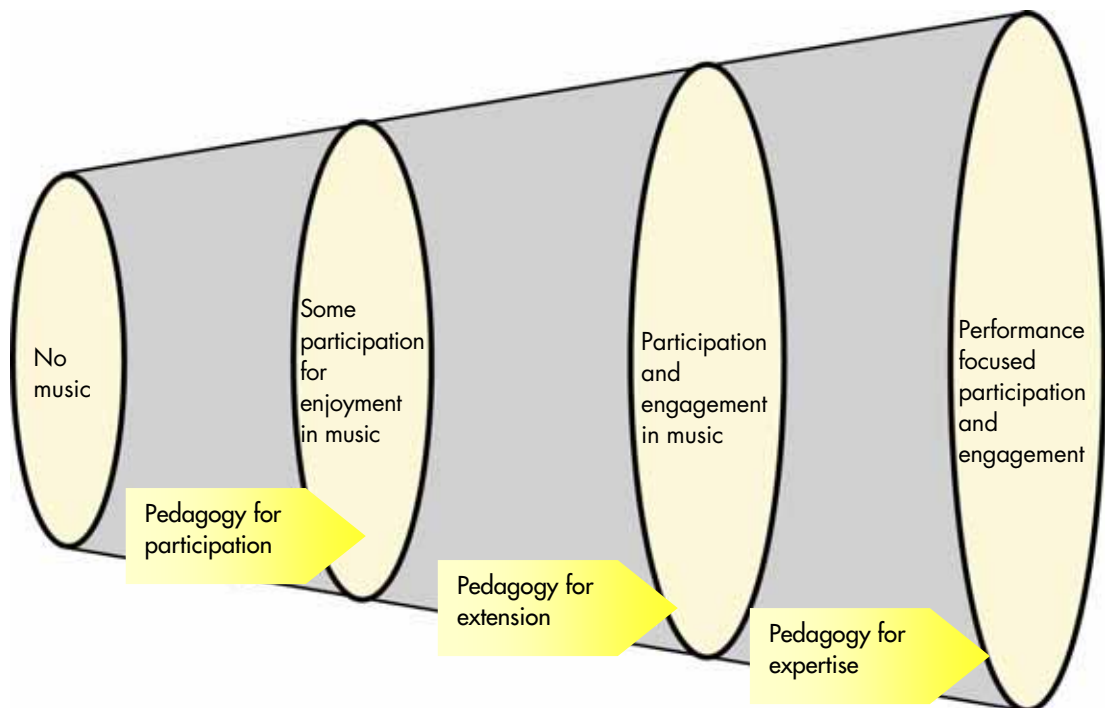 No
music
Some
participation
for
enjoyment
in music
Participation
and
engagement
in music
Performance
focused
participation
and
engagement
Pedagogy for
participation
Pedagogy for
extension
Pedagogy for
expertise